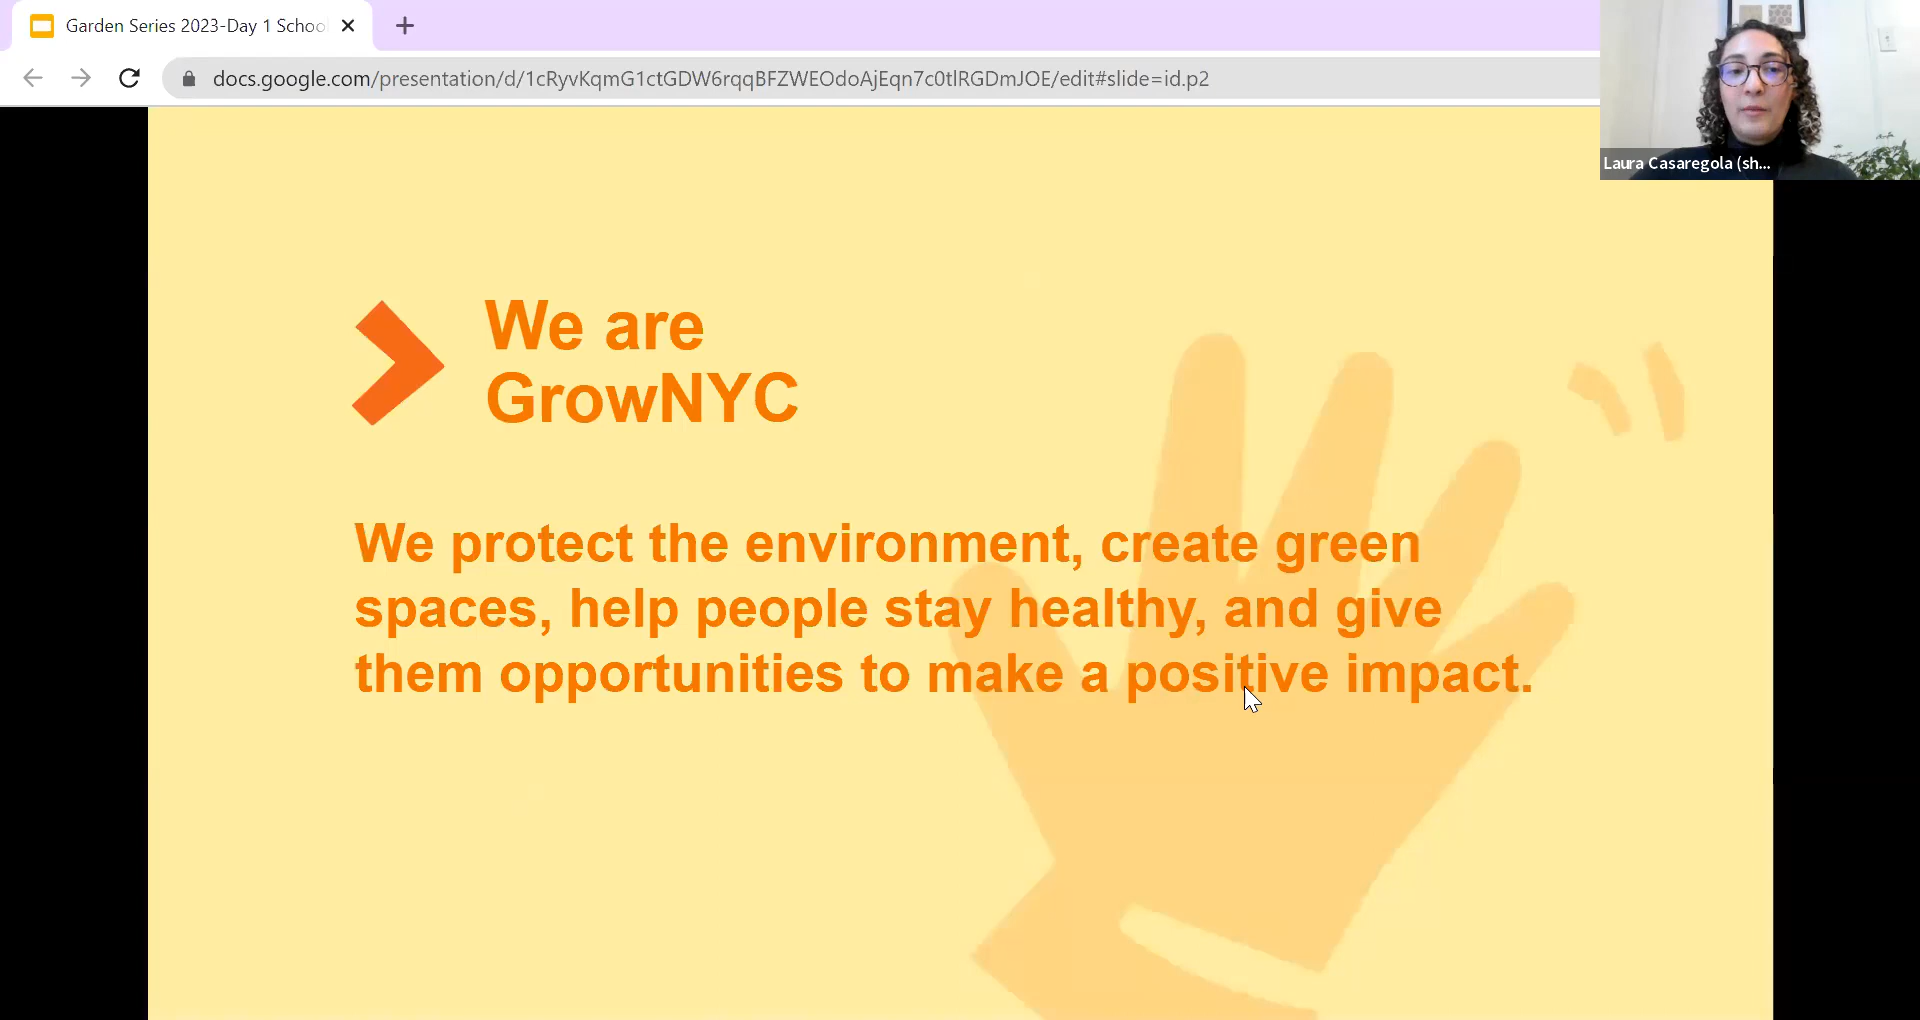 Garden Series 2023-Day 1 Schoo
docs.google.com/presentation/d/1cRyvKqmG1ctGDW6rqqBFZWEOdoAjEqn7c0tlRGDmJOE/edit#slide=id.p2
Laura Casaregola (sh...
We are
GrowNYC
We protect the environment, create green
spaces, help people stay healthy, and give
them opportunities to make a positive impact.